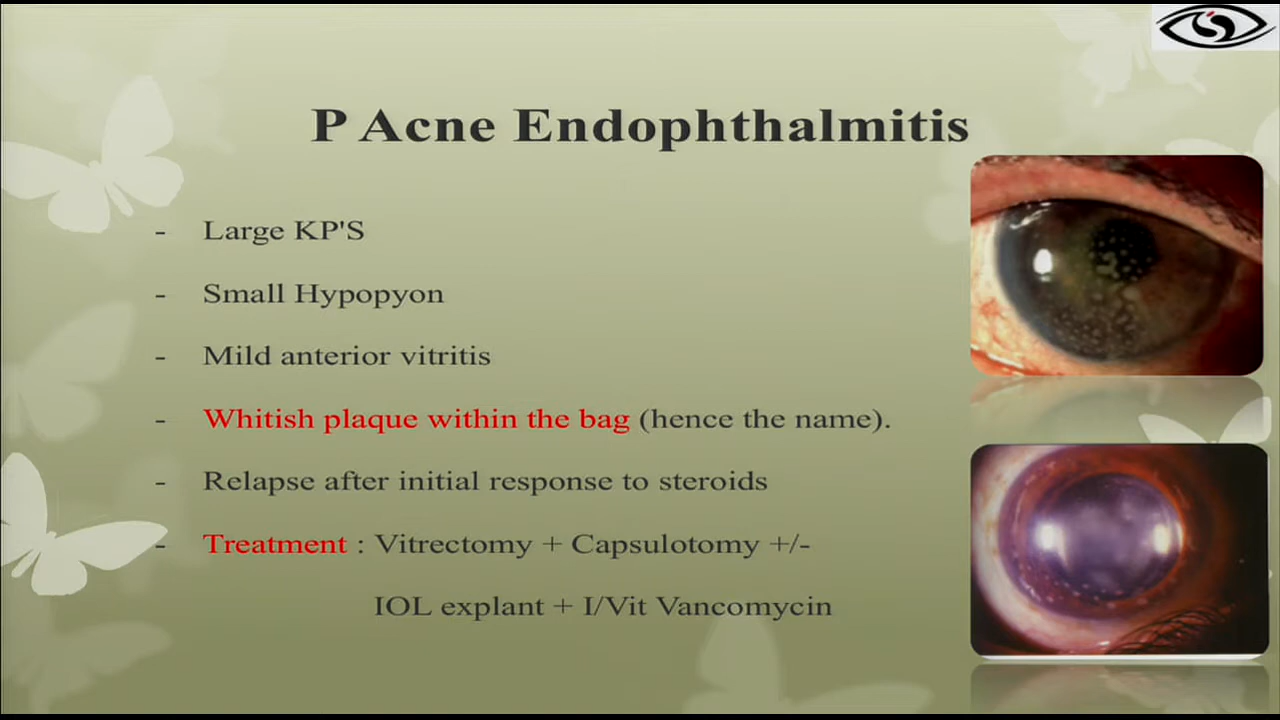 P Acne Endophthalmitis
- Large KP'S
- Small Hypopyon
- Mild anterior vitritis
- Whitish plaque within the bag (hence the name).
- Relapse after initial response to steroids
- Treatment : Vitrectomy + Capsulotomy +/-
IOL explant + I/Vit Vancomycin